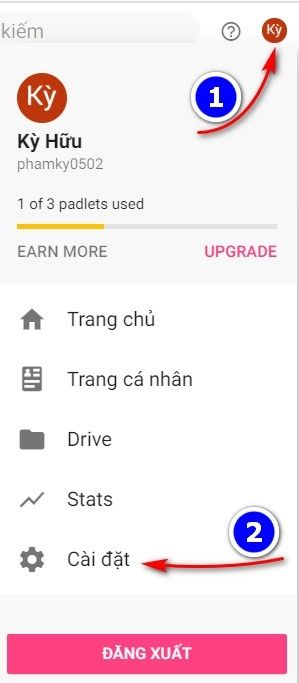 kiếm
Kỳ
1
Kỳ
Kỳ Hữu
phamky0502
1 of 3 padlets used
EARN MORE UPGRADE
Trang chủ
Trang cá nhân
Drive
Stats
2
Cài đặt
ĐĂNG XUẤT